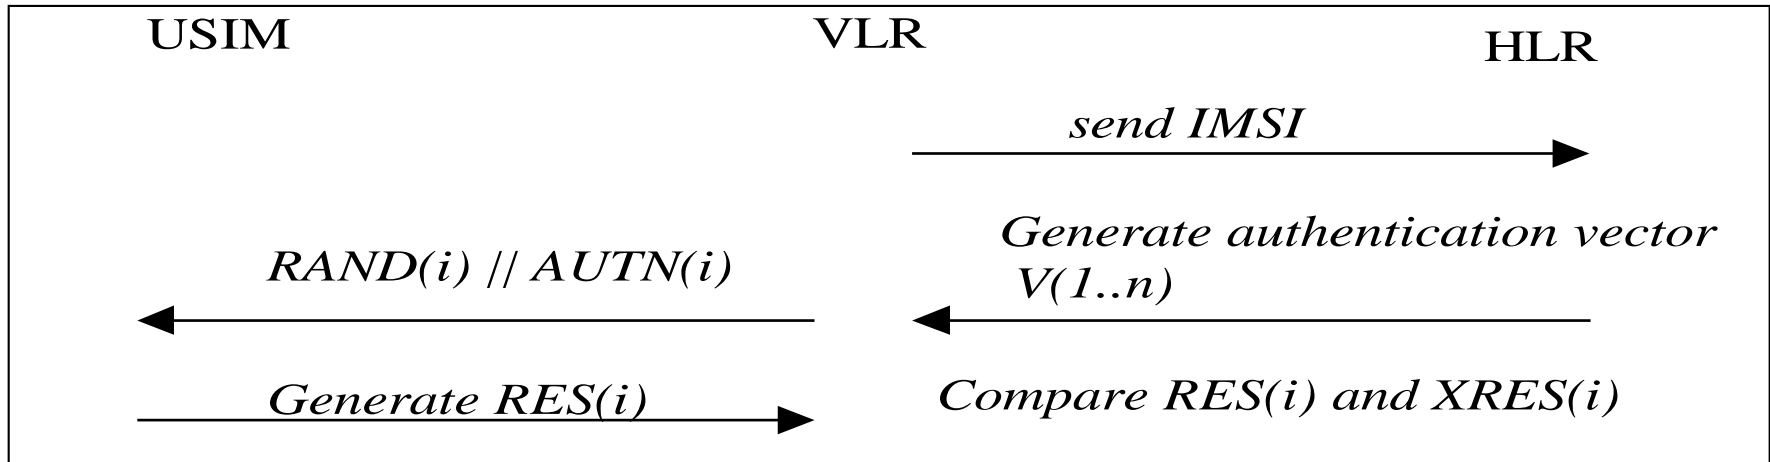 USIM
VLR
HLR
send IMSI
Generate authentication vector
V(1..n)
RAND(i) // AUTN(i)
Generate RES(i)
Compare RES(i) and XRES(i)